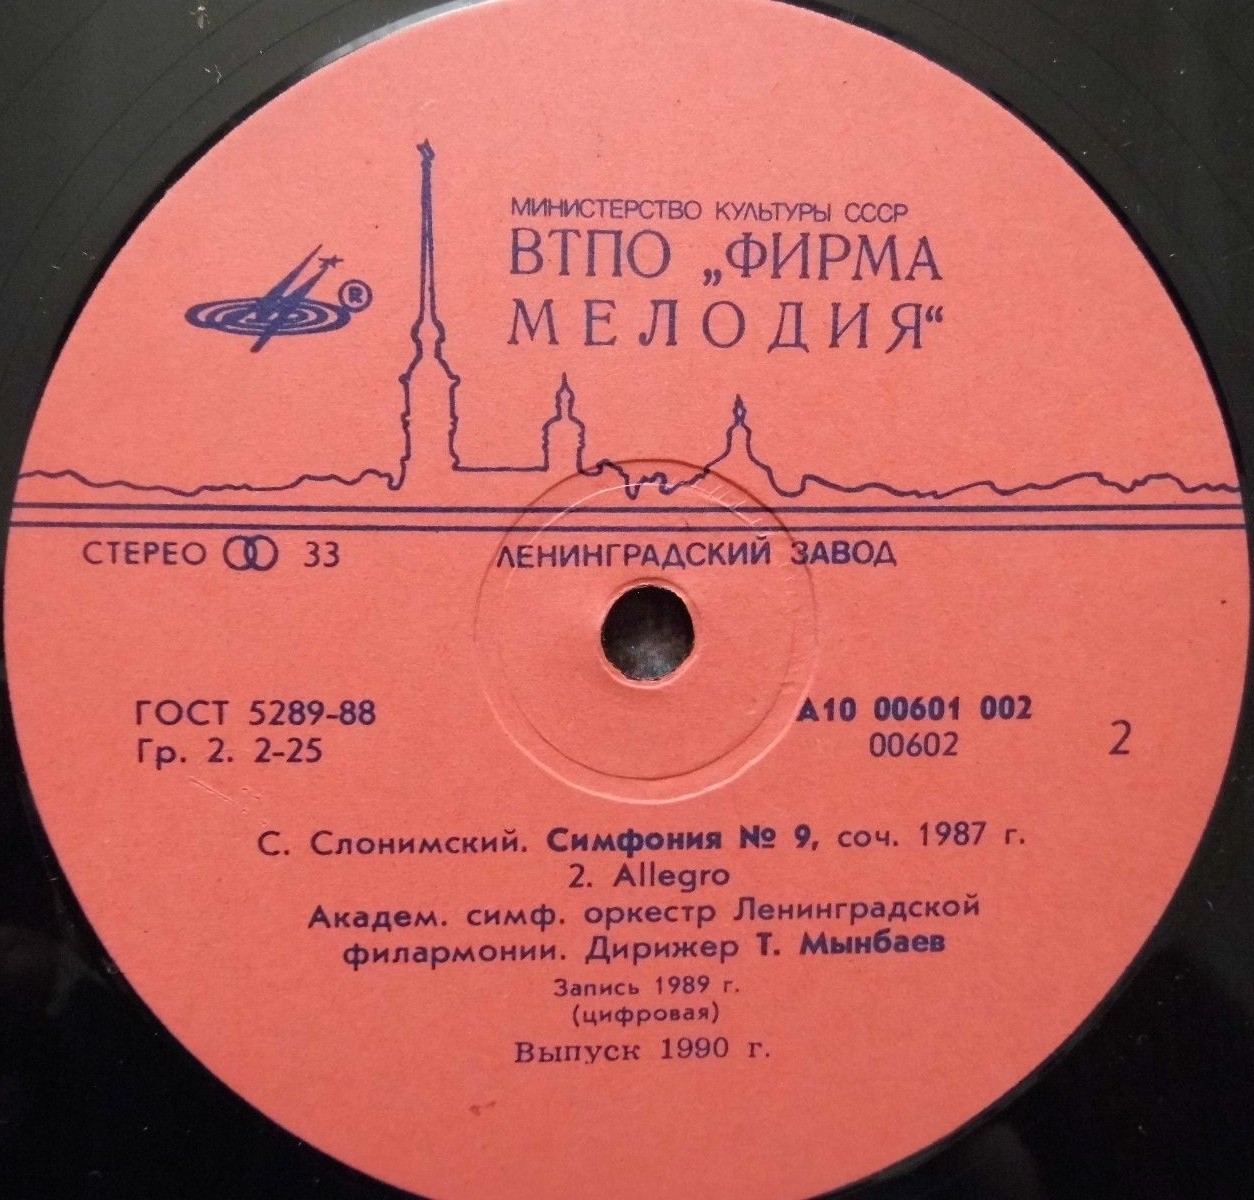 МИНИСТЕРСТВО КУЛЬТУРЫ СССР
ВТПО „ФИРМА
МЕЛОДИЯ“
®
СТЕРЕО 33
ЛЕНИНГРАДСКИЙ ЗАВОД
ГОСТ 5289-88
Гр. 2. 2-25
А10 00601 002
00602
2
С. Слонимский. Симфония № 9, соч. 1987 г.
2. Allegro
Академ. симф. оркестр Ленинградской
филармонии. Дирижер Т. Мынбаев
Запись 1989 г.
(цифровая)
Выпуск 1990 г.